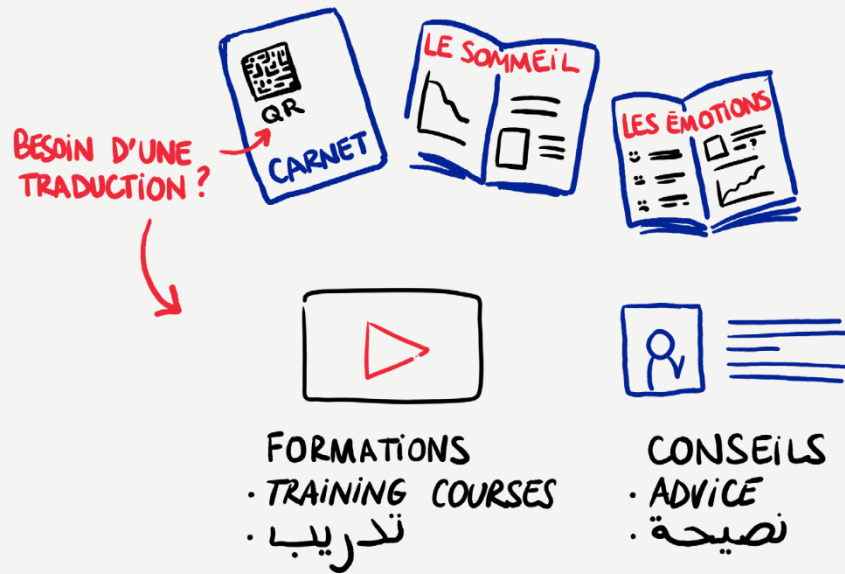 QR
CARNET
LE SOMMEIL
LES ÉMOTIONS
BESOIN D'UNE
TRADUCTION ?
FORMATIONS
· TRAINING COURSES
· تدريب
CONSEILS
· ADVICE
· نصيحة